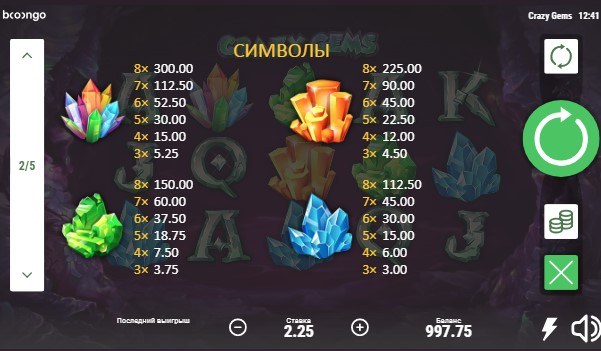 booongo
Crazy Gems 12:41
CRAZY GEMS
СИМВОЛЫ
8× 300.00
7× 112.50
6× 52.50
5× 30.00
4× 15.00
3× 5.25
8× 225.00
7× 90.00
6× 45.00
5× 22.50
4× 12.00
3× 4.50
K
J
Q
2/5
8× 150.00
7× 60.00
6× 37.50
5× 18.75
4× 7.50
3× 3.75
8× 112.50
7× 45.00
6× 30.00
5× 15.00
4× 6.00
3× 3.00
A
J
Последний выигрыш
Ставка
2.25
Баланс
997.75